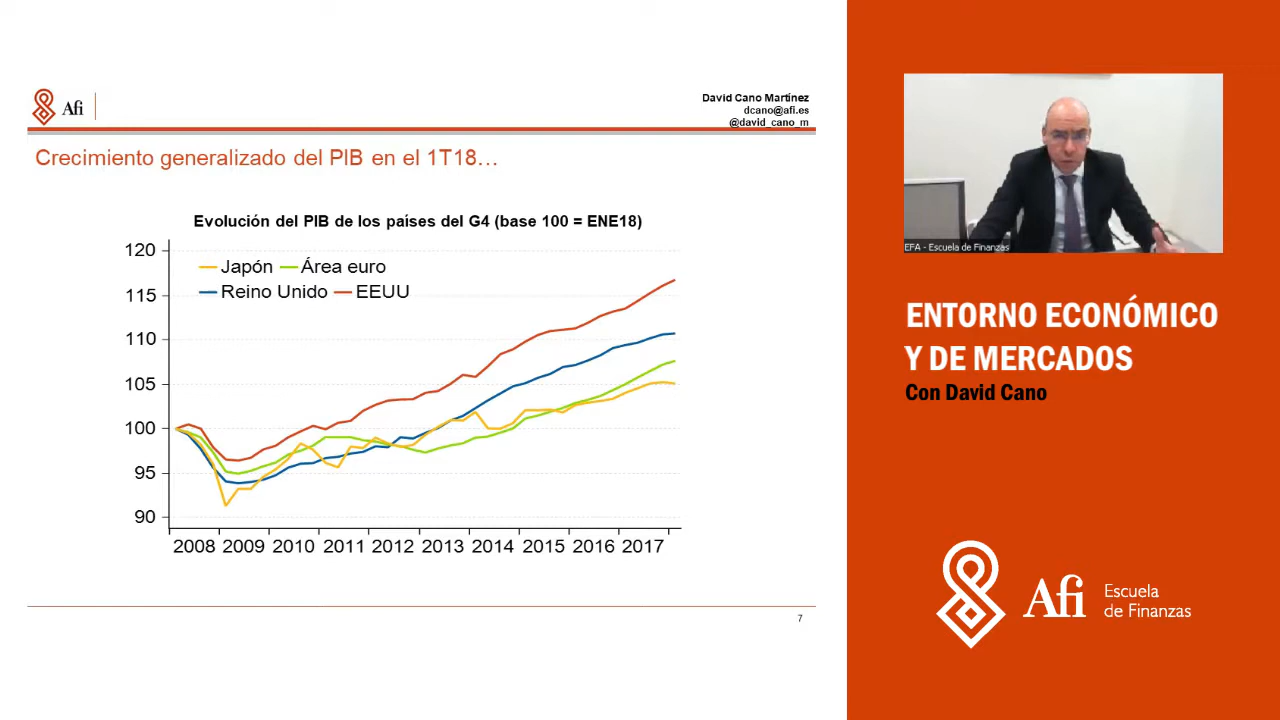 Afi
David Cano Martínez
dcano@afi.es
@david_cano_m
Crecimiento generalizado del PIB en el 1T18…
Evolución del PIB de los países del G4 (base 100 = ENE18)
120
115
110
105
100
95
90
Japón
Área euro
Reino Unido
EEUU
2008 2009 2010 2011 2012 2013 2014 2015 2016 2017
7
EFA - Escuela de Finanzas
ENTORNO ECONÓMICO
Y DE MERCADOS
Con David Cano
Afi
Escuela
de Finanzas